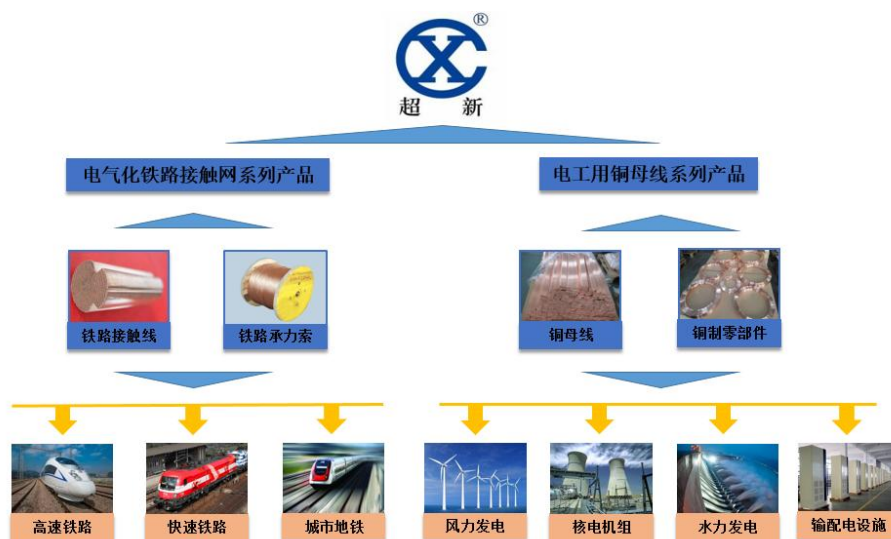 ®
超 新
电气化铁路接触网系列产品
电工用铜母线系列产品
铁路接触线
铁路承力索
铜母线
铜制零部件
高速铁路
快速铁路
城市地铁
风力发电
核电机组
水力发电
输配电设施